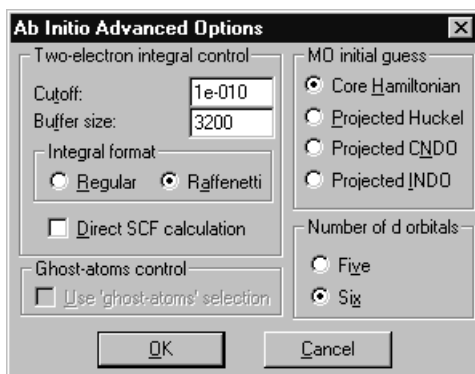 Ab Initio Advanced Options
Two-electron integral control
Cutoff: 1e-010
Buffer size: 3200
Integral format
Regular Raffenetti
Direct SCF calculation
Ghost-atoms control
Use 'ghost-atoms' selection
MO initial guess
Core Hamiltonian
Projected Huckel
Projected CNDO
Projected INDO
Number of d orbitals
Five
Six
OK Cancel